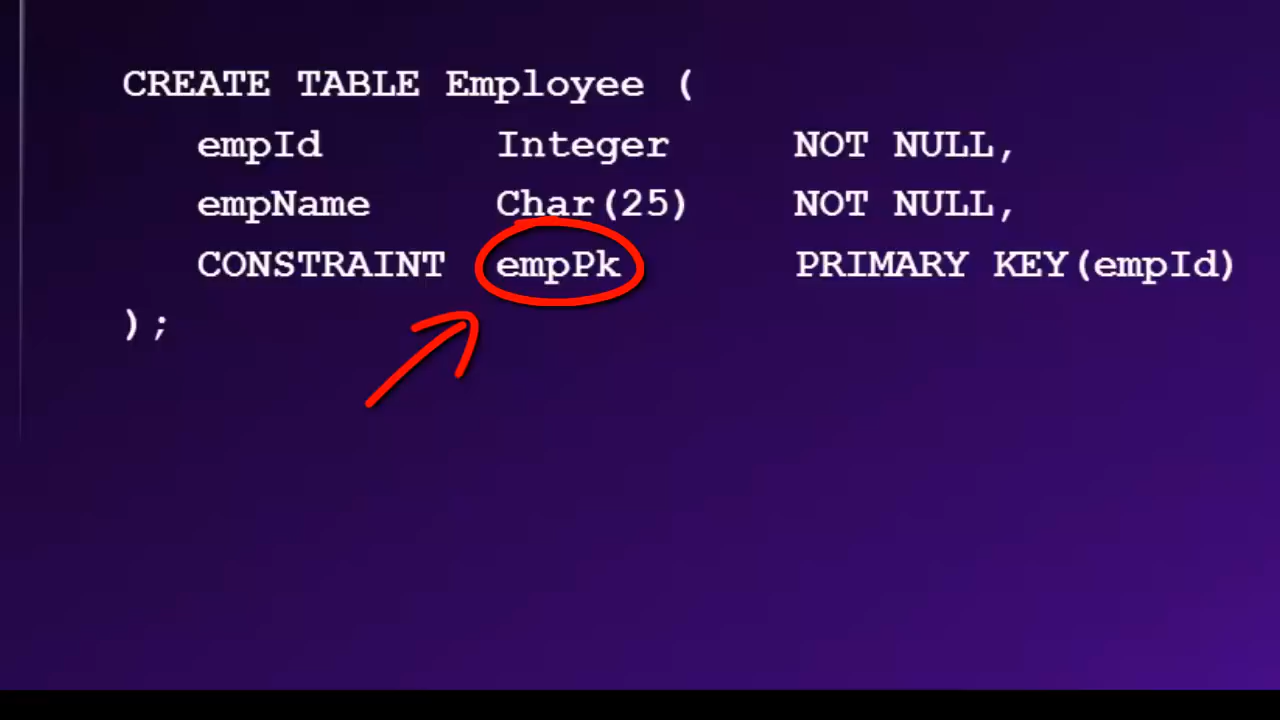 CREATE TABLE Employee (
empId Integer NOT NULL,
empName Char(25) NOT NULL,
CONSTRAINT empPk PRIMARY KEY(empId)
);